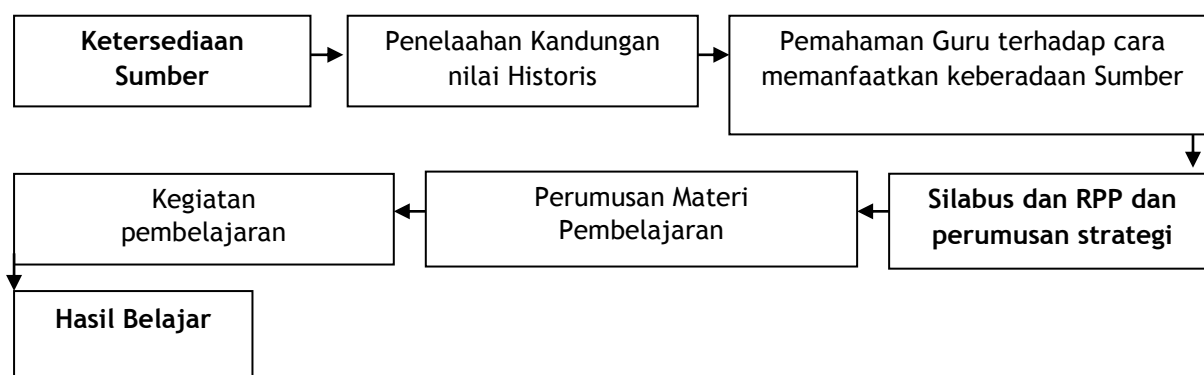 Ketersediaan
Sumber
Penelaahan Kandungan
nilai Historis
Pemahaman Guru terhadap cara
memanfaatkan keberadaan Sumber
Silabus dan RPP dan
perumusan strategi
Perumusan Materi
Pembelajaran
Kegiatan
pembelajaran
Hasil Belajar